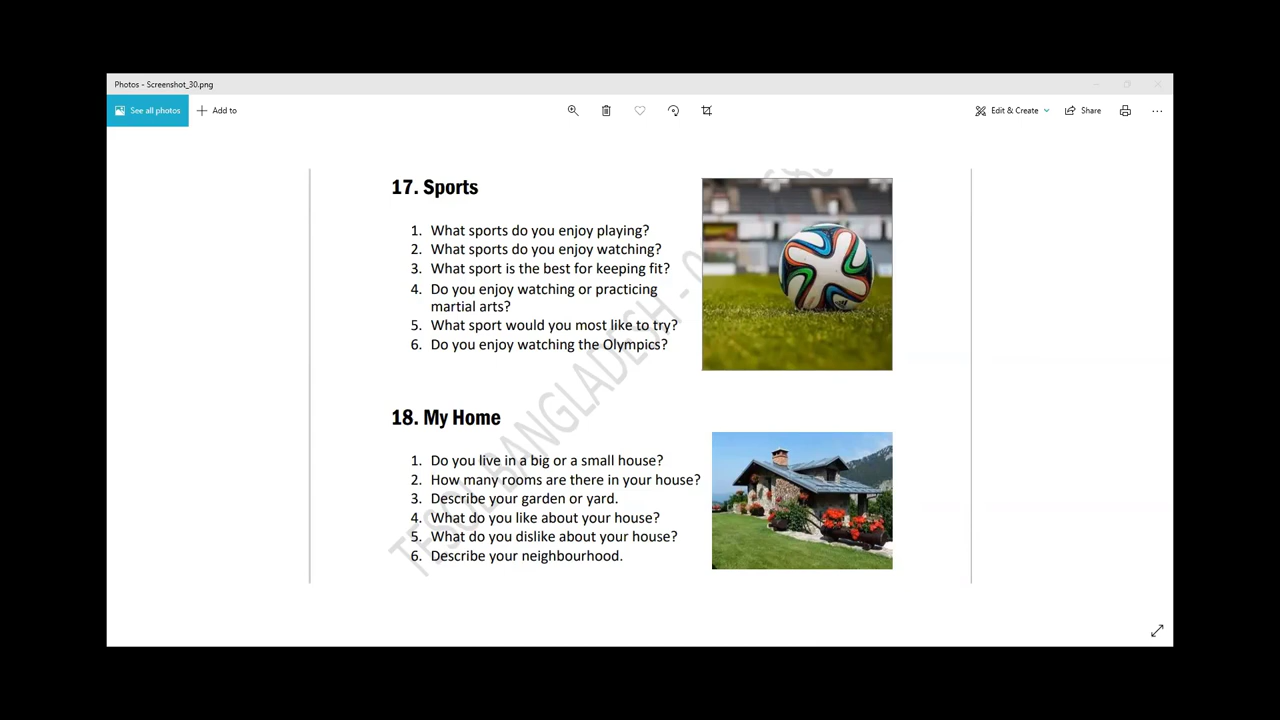 Photos - Screenshot_30.png
See all photos
Add to
Edit & Create
Share
17. Sports
1. What sports do you enjoy playing?
2. What sports do you enjoy watching?
3. What sport is the best for keeping fit?
4. Do you enjoy watching or practicing
martial arts?
5. What sport would you most like to try?
6. Do you enjoy watching the Olympics?
18. My Home
1. Do you live in a big or a small house?
2. How many rooms are there in your house?
3. Describe your garden or yard.
4. What do you like about your house?
5. What do you dislike about your house?
6. Describe your neighbourhood.
TESOL BANGLADESH -